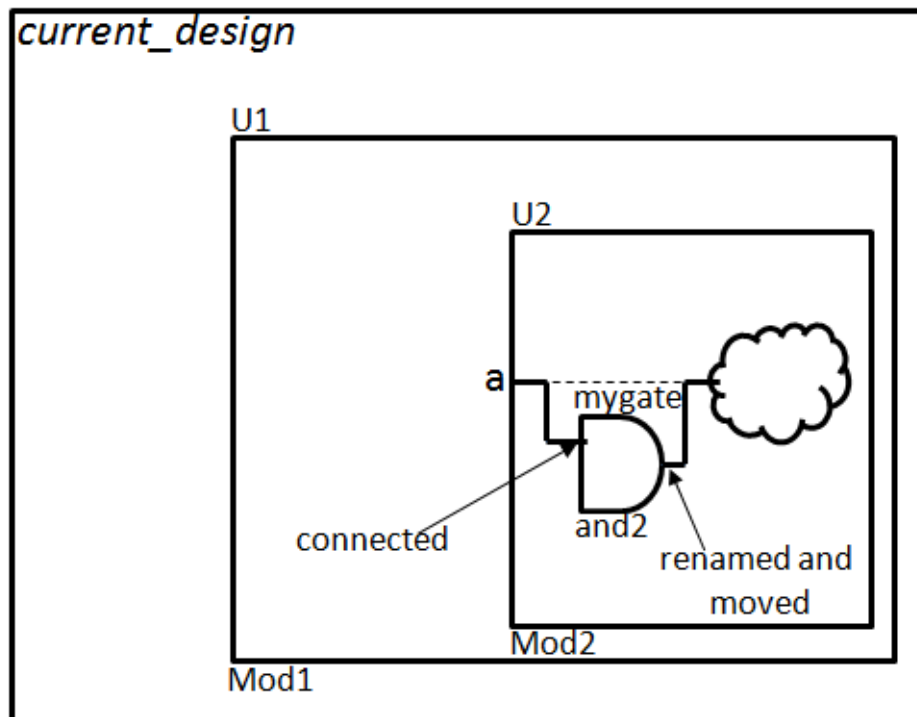 current_design
U1
U2
a
mygate
and2
connected
renamed and
moved
Mod2
Mod1